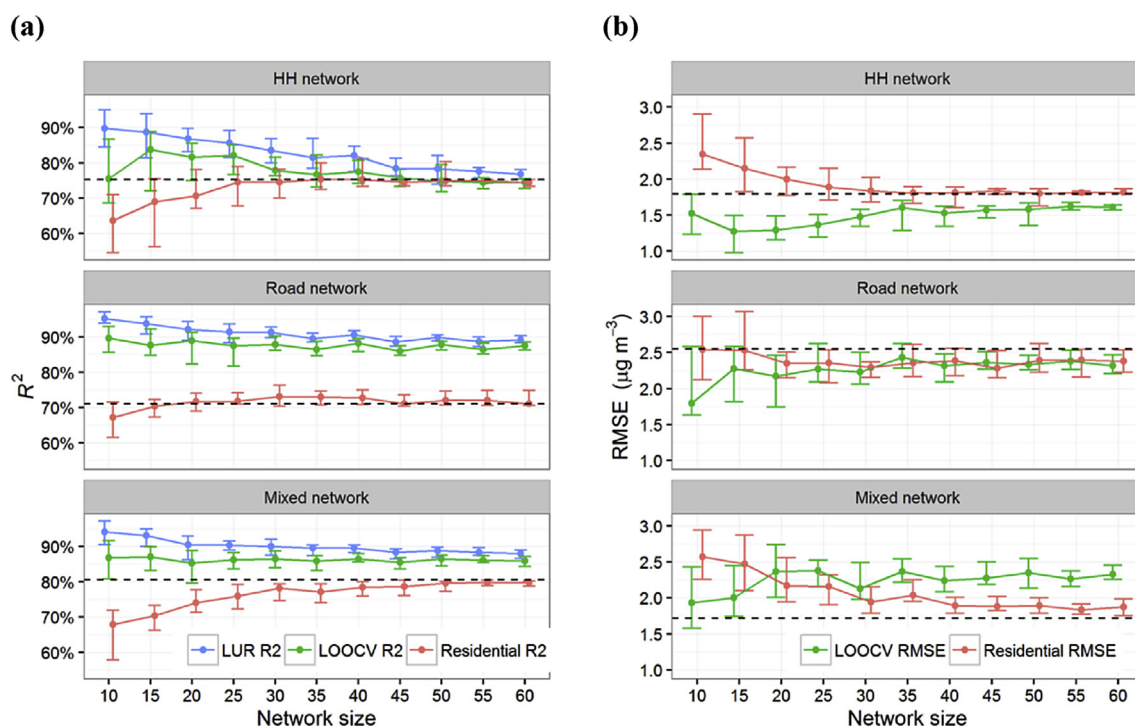 (a)
HH network
90%
80%
70%
60%
Road network
90%
80%
70%
60%
R²
Mixed network
90%
80%
70%
60%
LUR R2 LOOCV R2 Residential R2
10 15 20 25 30 35 40 45 50 55 60
Network size
(b)
HH network
3.0
2.5
2.0
1.5
1.0
Road network
3.0
2.5
2.0
1.5
1.0
RMSE (µg m⁻³)
Mixed network
3.0
2.5
2.0
1.5
1.0
LOOCV RMSE Residential RMSE
10 15 20 25 30 35 40 45 50 55 60
Network size